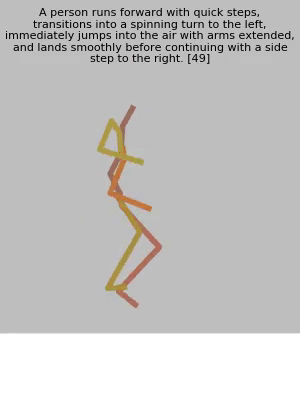 A person runs forward with quick steps,
transitions into a spinning turn to the left,
immediately jumps into the air with arms extended,
and lands smoothly before continuing with a side
step to the right. [49]